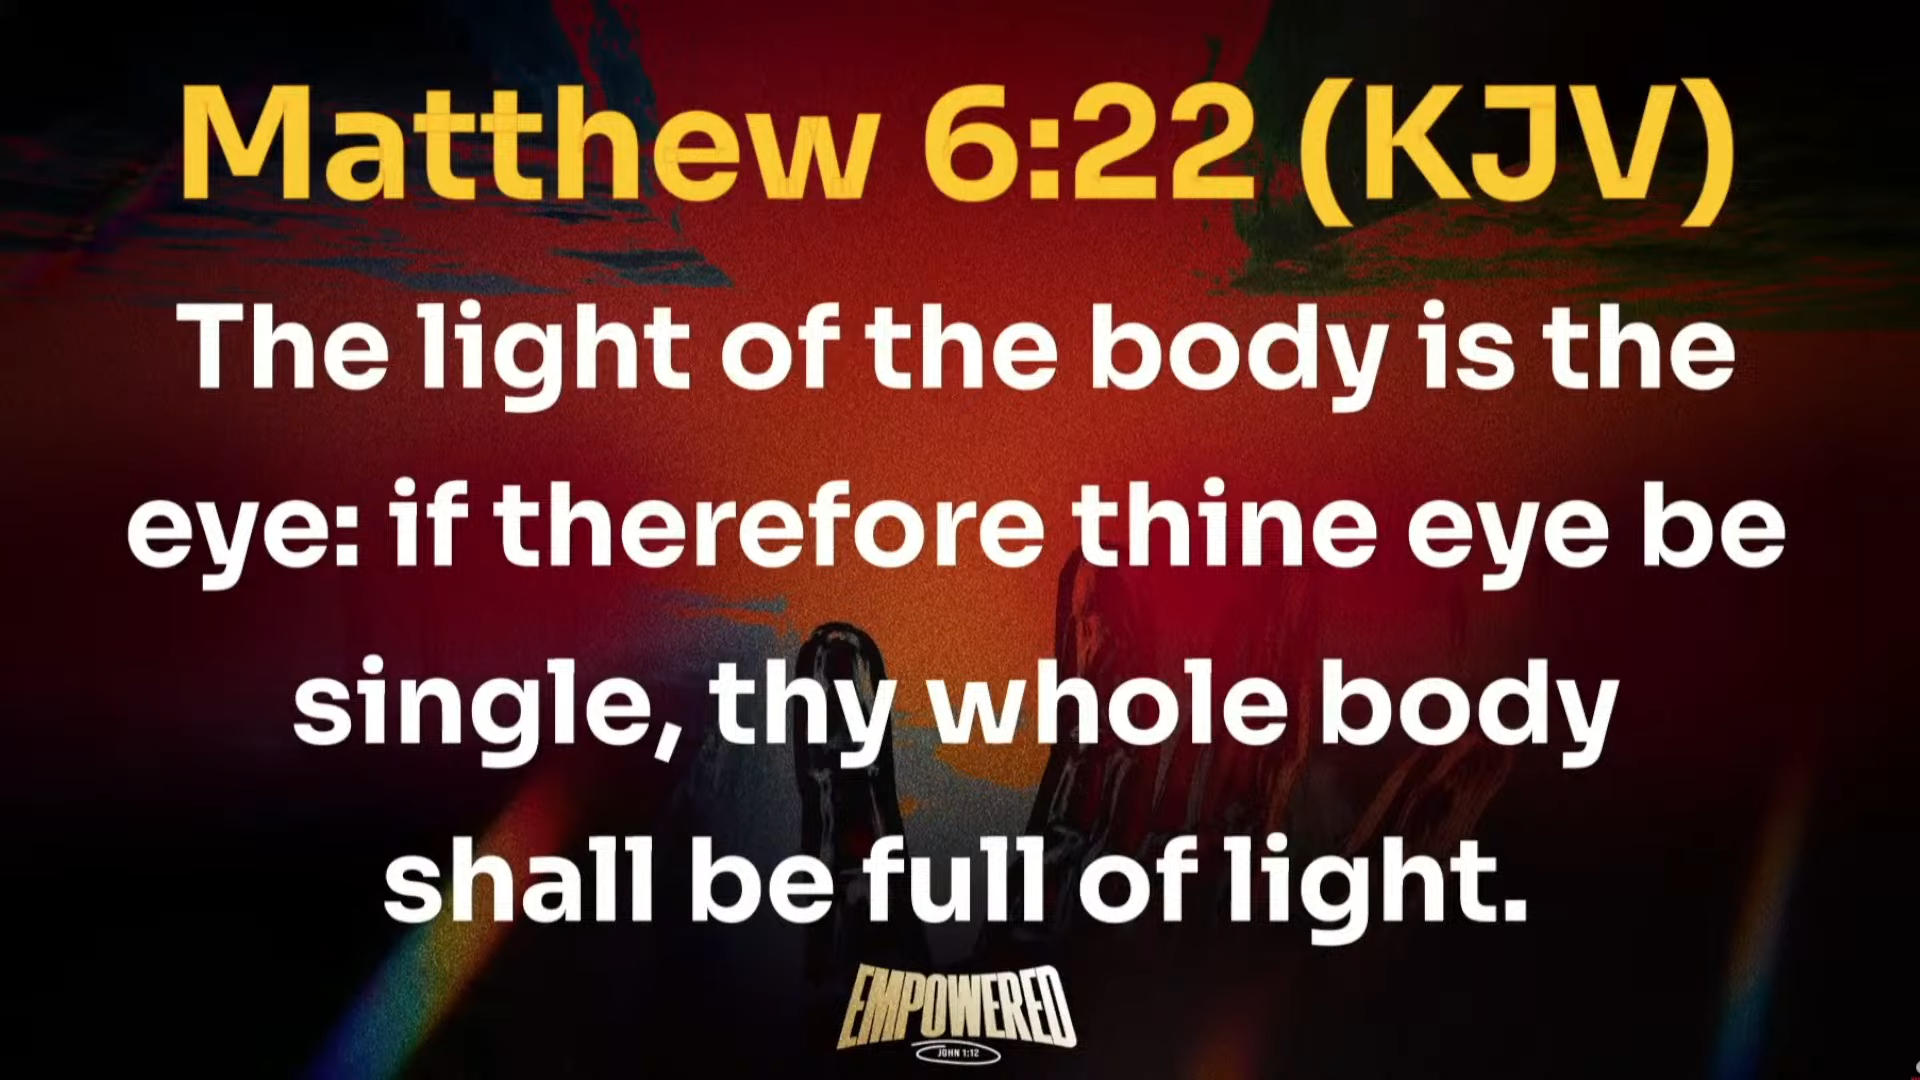 Matthew 6:22 (KJV)
The light of the body is the
eye: if therefore thine eye be
single, thy whole body
shall be full of light.
EMPOWERED
JOHN 1:12